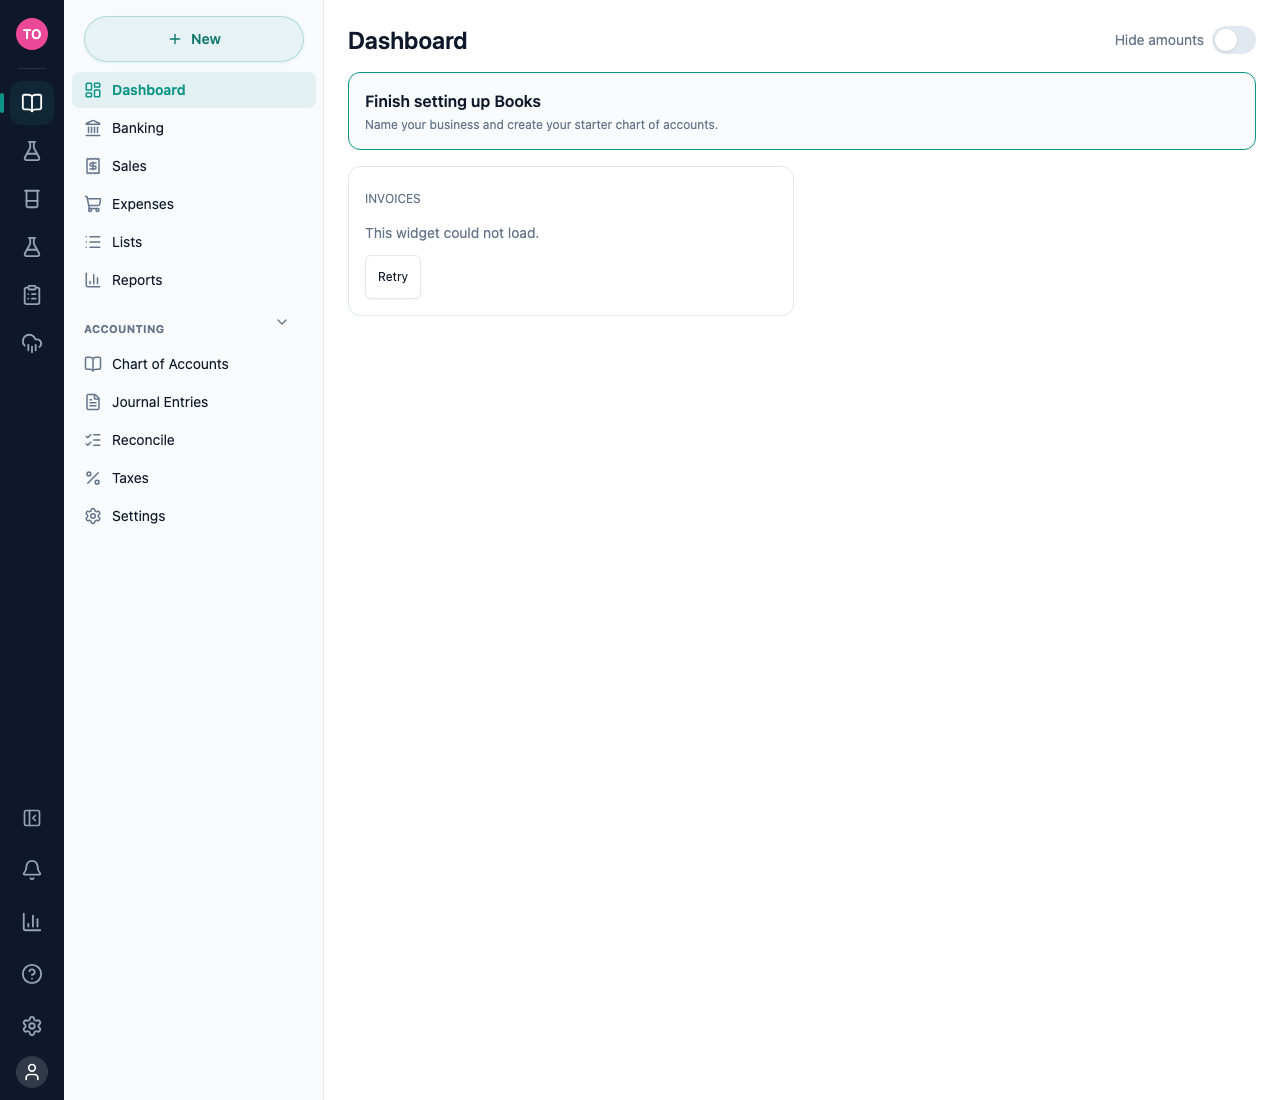 TO
New
Dashboard
Banking
Sales
Expenses
Lists
Reports
ACCOUNTING
Chart of Accounts
Journal Entries
Reconcile
Taxes
Settings
Dashboard
Hide amounts
Finish setting up Books
Name your business and create your starter chart of accounts.
INVOICES
This widget could not load.
Retry